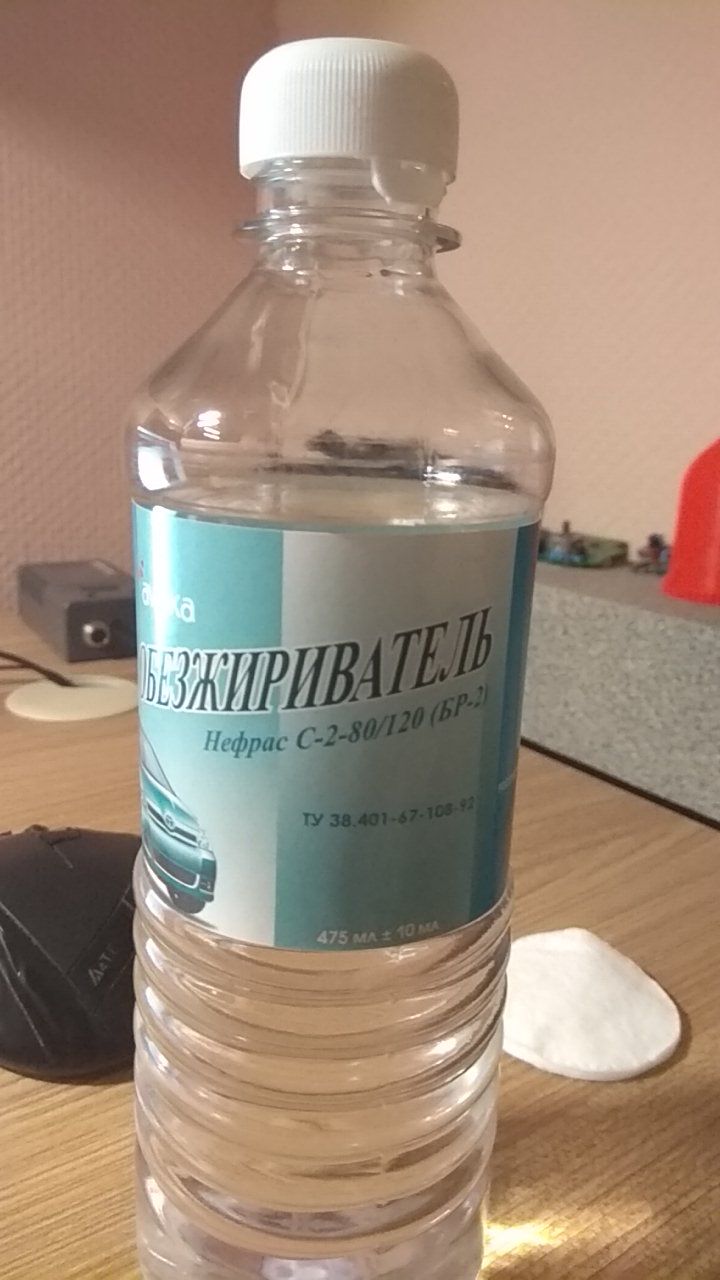 ОБЕЗЖИРИВАТЕЛЬ
Нефрас С-2-80/120 (БР-2)
ТУ 38.401-67-108-92
475 мл ± 10 мл